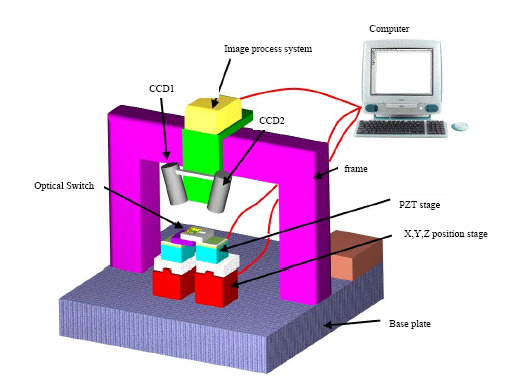 Computer
Image process system
CCD1
CCD2
frame
Optical Switch
PZT stage
X,Y,Z position stage
Base plate